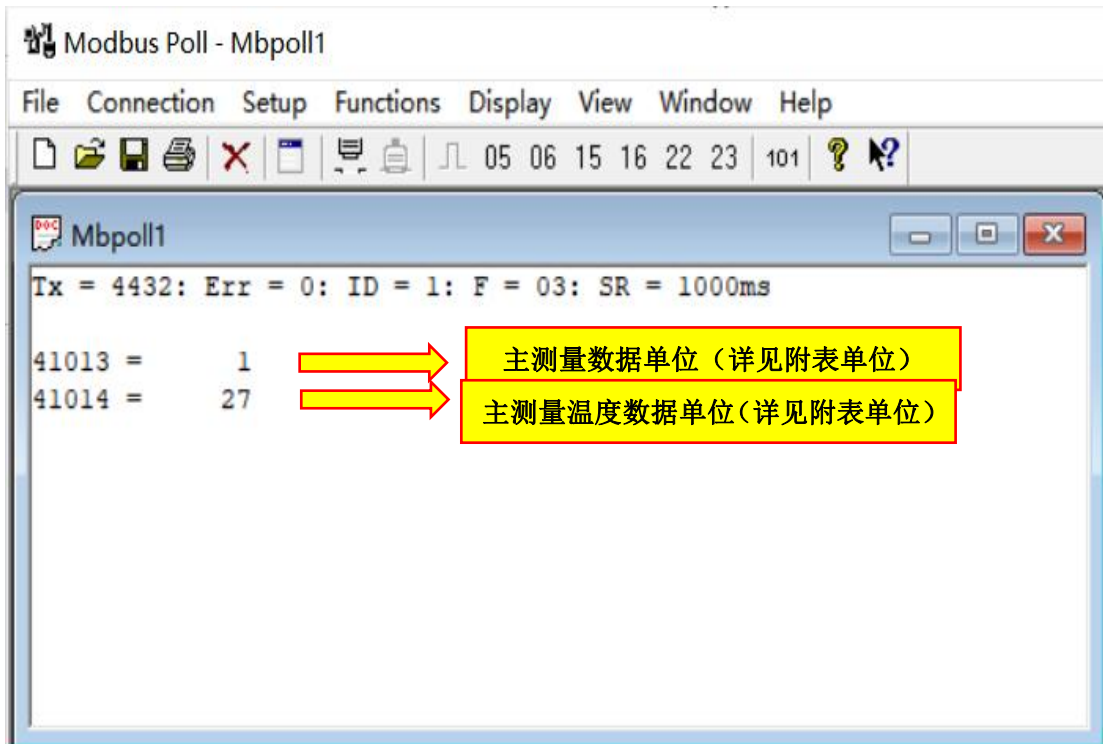 Modbus Poll - Mbpoll1
File Connection Setup Functions Display View Window Help
05 06 15 16 22 23 101
Mbpoll1
Tx = 4432: Err = 0: ID = 1: F = 03: SR = 1000ms
41013 = 1 主测量数据单位（详见附表单位）
41014 = 27 主测量温度数据单位（详见附表单位）